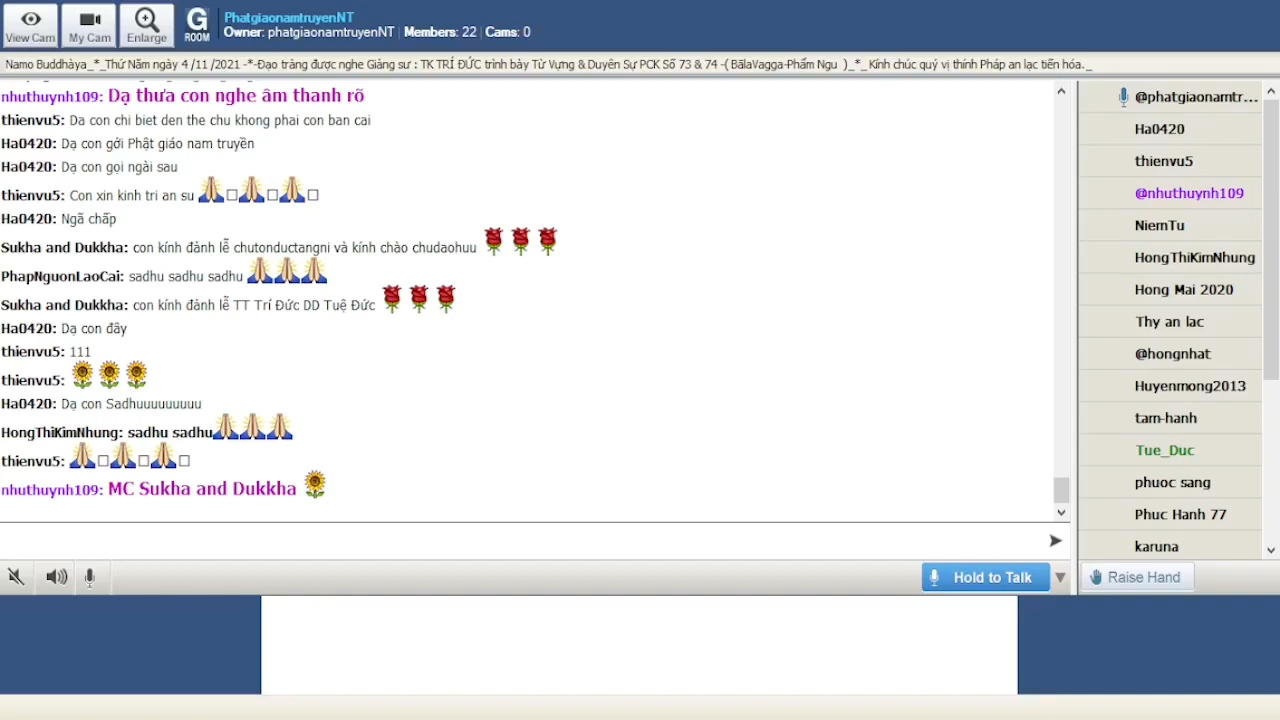 View Cam
My Cam
Enlarge
G ROOM
PhatgiaonamtruyenNT
Owner: phatgiaonamtruyenNT | Members: 22 | Cams: 0
Namo Buddhàya_*_Thứ Năm ngày 4 /11 /2021 -*-Đạo tràng được nghe Giảng sư : TK TRÍ ĐỨC trình bày Từ Vựng & Duyên Sự PCK Số 73 & 74 -( BālaVagga-Phẩm Ngu )_*_ Kính chúc quý vị thính Pháp an lạc tiến hóa._
nhuthuynh109: Dạ thưa con nghe âm thanh rõ
thienvu5: Da con chi biet den the chu khong phai con ban cai
Ha0420: Dạ con gởi Phật giáo nam truyền
Ha0420: Dạ con gọi ngài sau
thienvu5: Con xin kinh tri an su 🙏□🙏□🙏□
Ha0420: Ngã chấp
Sukha and Dukkha: con kính đảnh lễ chutonductangni và kính chào chudaohuu 🌹🌹🌹
PhapNguonLaoCai: sadhu sadhu sadhu 🙏🙏🙏
Sukha and Dukkha: con kính đảnh lễ TT Trí Đức DD Tuệ Đức 🌹🌹🌹
Ha0420: Dạ con đây
thienvu5: 111
thienvu5: 🌻🌻🌻
Ha0420: Dạ con Sadhuuuuuuuuu
HongThiKimNhung: sadhu sadhu🙏🙏🙏
thienvu5: 🙏□🙏□🙏□
nhuthuynh109: MC Sukha and Dukkha 🌻
@phatgiaonamtr...
Ha0420
thienvu5
@nhuthuynh109
NiemTu
HongThiKimNhung
Hong Mai 2020
Thy an lac
@hongnhat
Huyenmong2013
tam-hanh
Tue_Duc
phuoc sang
Phuc Hanh 77
karuna
Hold to Talk
Raise Hand